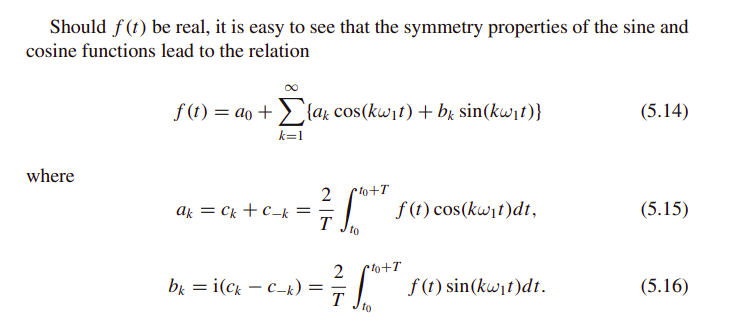 Should f(t) be real, it is easy to see that the symmetry properties of the sine and
cosine functions lead to the relation
f(t) = a₀ + ∑_{k=1}^{∞} {aₖ cos(kω₁t) + bₖ sin(kω₁t)} (5.14)
where
aₖ = cₖ + c₋ₖ = \frac{2}{T} ∫_{t₀}^{t₀+T} f(t) cos(kω₁t)dt, (5.15)
bₖ = i(cₖ − c₋ₖ) = \frac{2}{T} ∫_{t₀}^{t₀+T} f(t) sin(kω₁t)dt. (5.16)